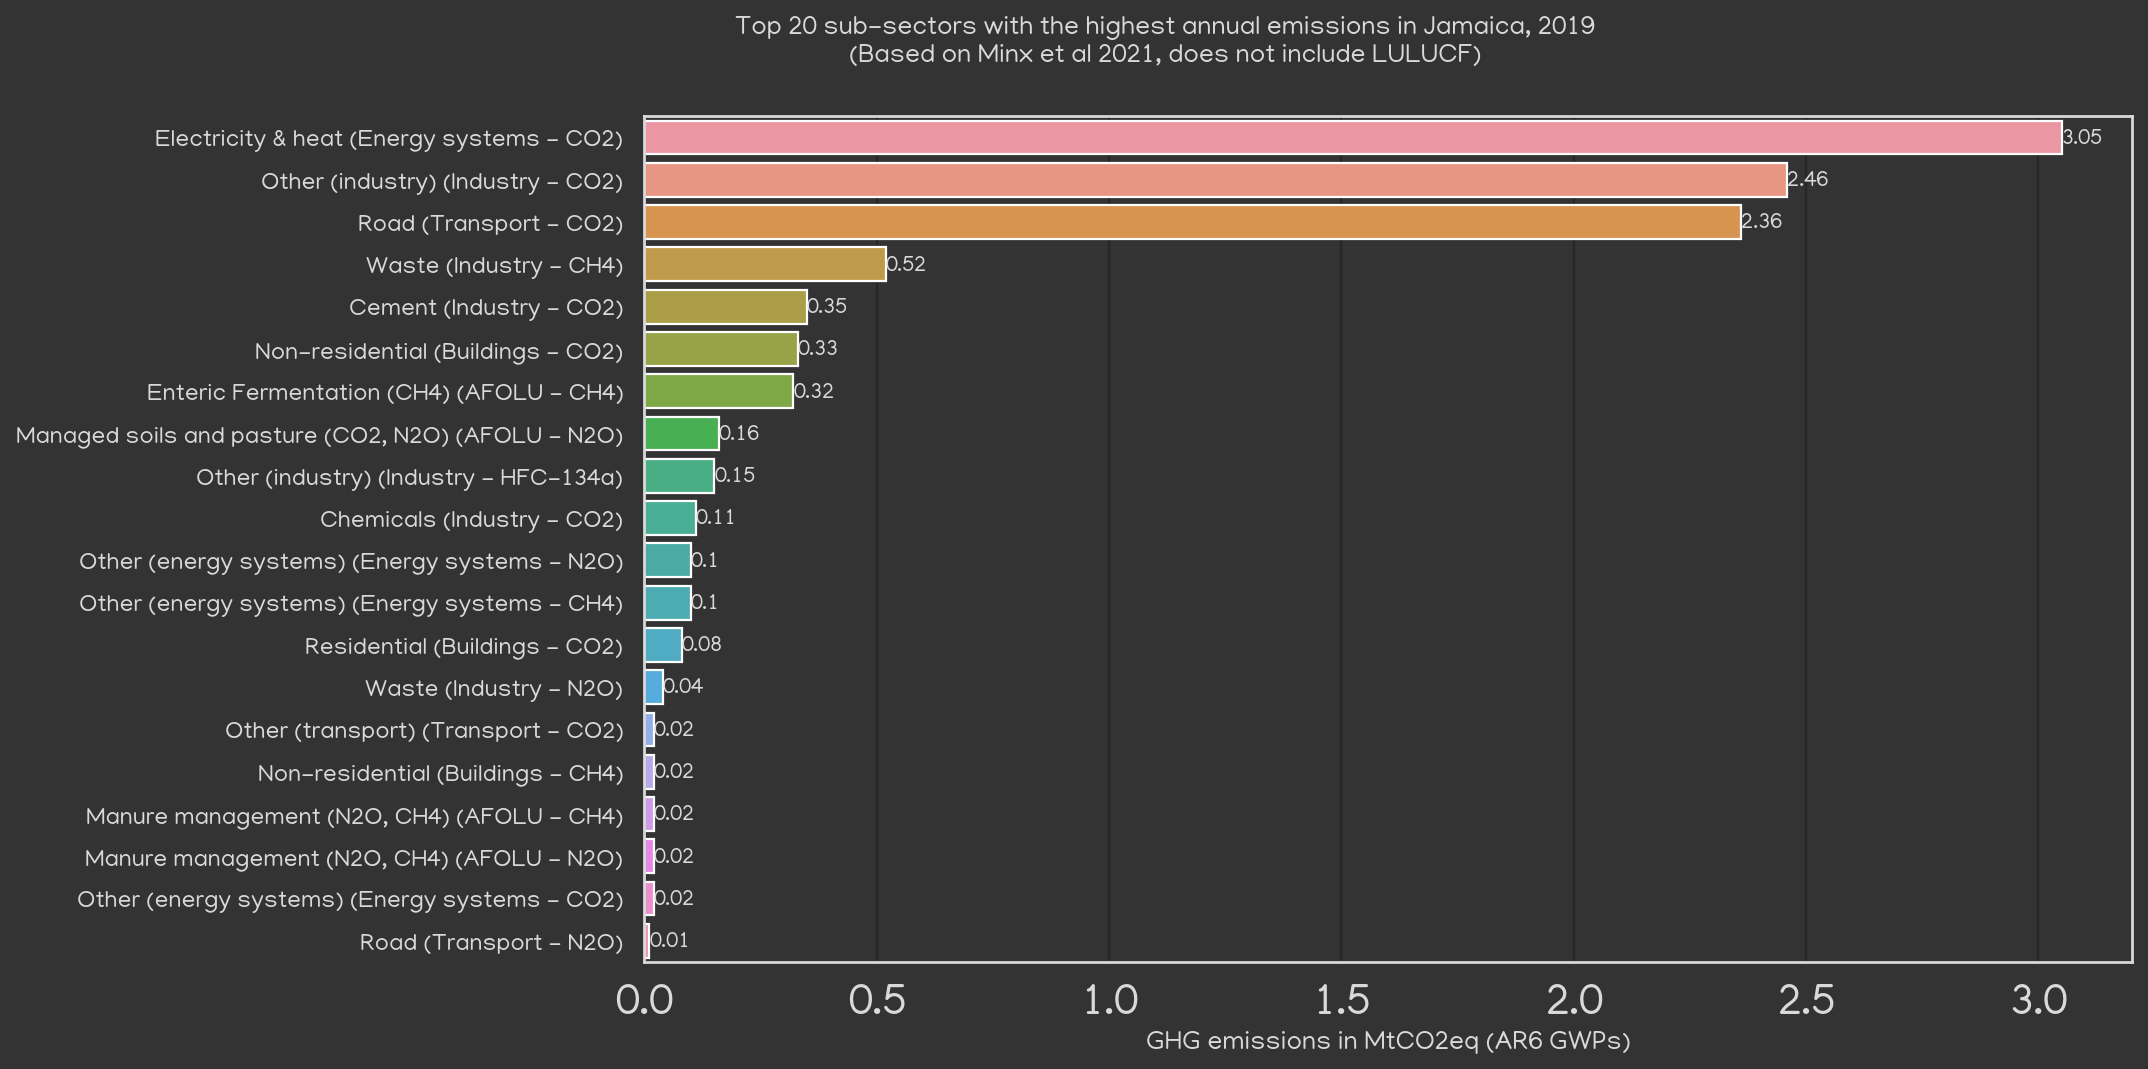 Top 20 sub-sectors with the highest annual emissions in Jamaica, 2019
(Based on Minx et al 2021, does not include LULUCF)
Electricity & heat (Energy systems - CO2) 3.05
Other (industry) (Industry - CO2) 2.46
Road (Transport - CO2) 2.36
Waste (Industry - CH4) 0.52
Cement (Industry - CO2) 0.35
Non-residential (Buildings - CO2) 0.33
Enteric Fermentation (CH4) (AFOLU - CH4) 0.32
Managed soils and pasture (CO2, N2O) (AFOLU - N2O) 0.16
Other (industry) (Industry - HFC-134a) 0.15
Chemicals (Industry - CO2) 0.11
Other (energy systems) (Energy systems - N2O) 0.1
Other (energy systems) (Energy systems - CH4) 0.1
Residential (Buildings - CO2) 0.08
Waste (Industry - N2O) 0.04
Other (transport) (Transport - CO2) 0.02
Non-residential (Buildings - CH4) 0.02
Manure management (N2O, CH4) (AFOLU - CH4) 0.02
Manure management (N2O, CH4) (AFOLU - N2O) 0.02
Other (energy systems) (Energy systems - CO2) 0.02
Road (Transport - N2O) 0.01
0.0 0.5 1.0 1.5 2.0 2.5 3.0
GHG emissions in MtCO2eq (AR6 GWPs)